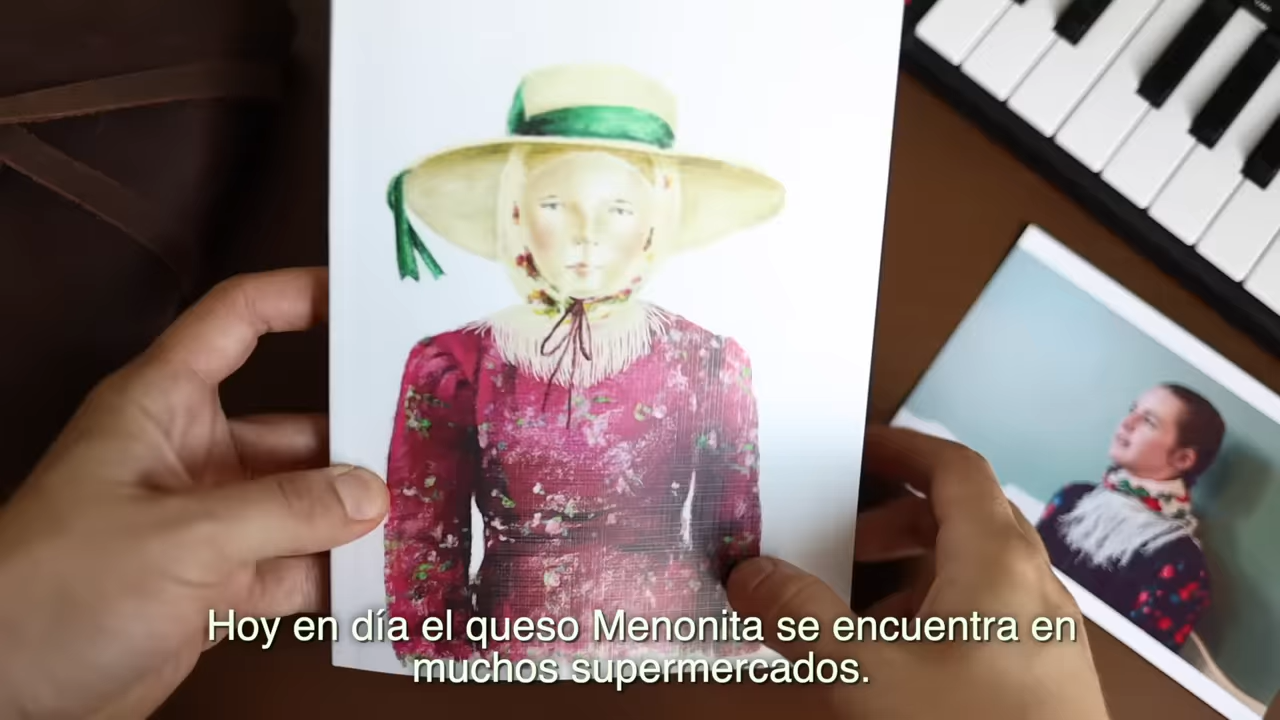 Hoy en día el queso Menonita se encuentra en
muchos supermercados.